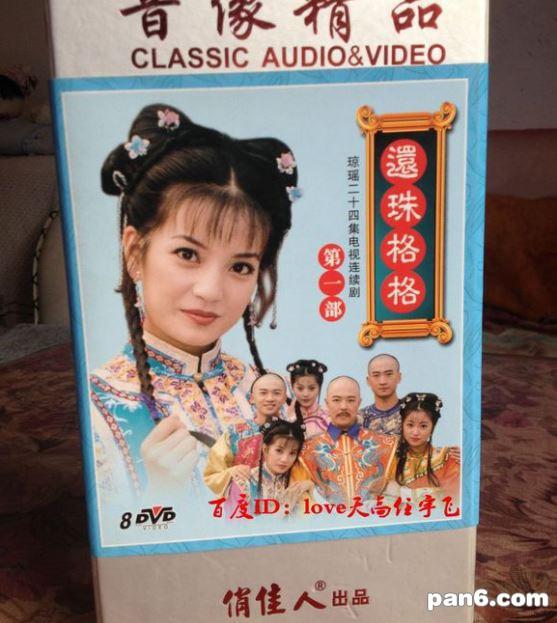 音像精品
CLASSIC AUDIO&VIDEO
還珠格格
琼瑶二十四集电视连续剧
第一部
8 DVD
VIDEO
百度ID：love天高任宇飞
俏佳人®出品
pan6.com